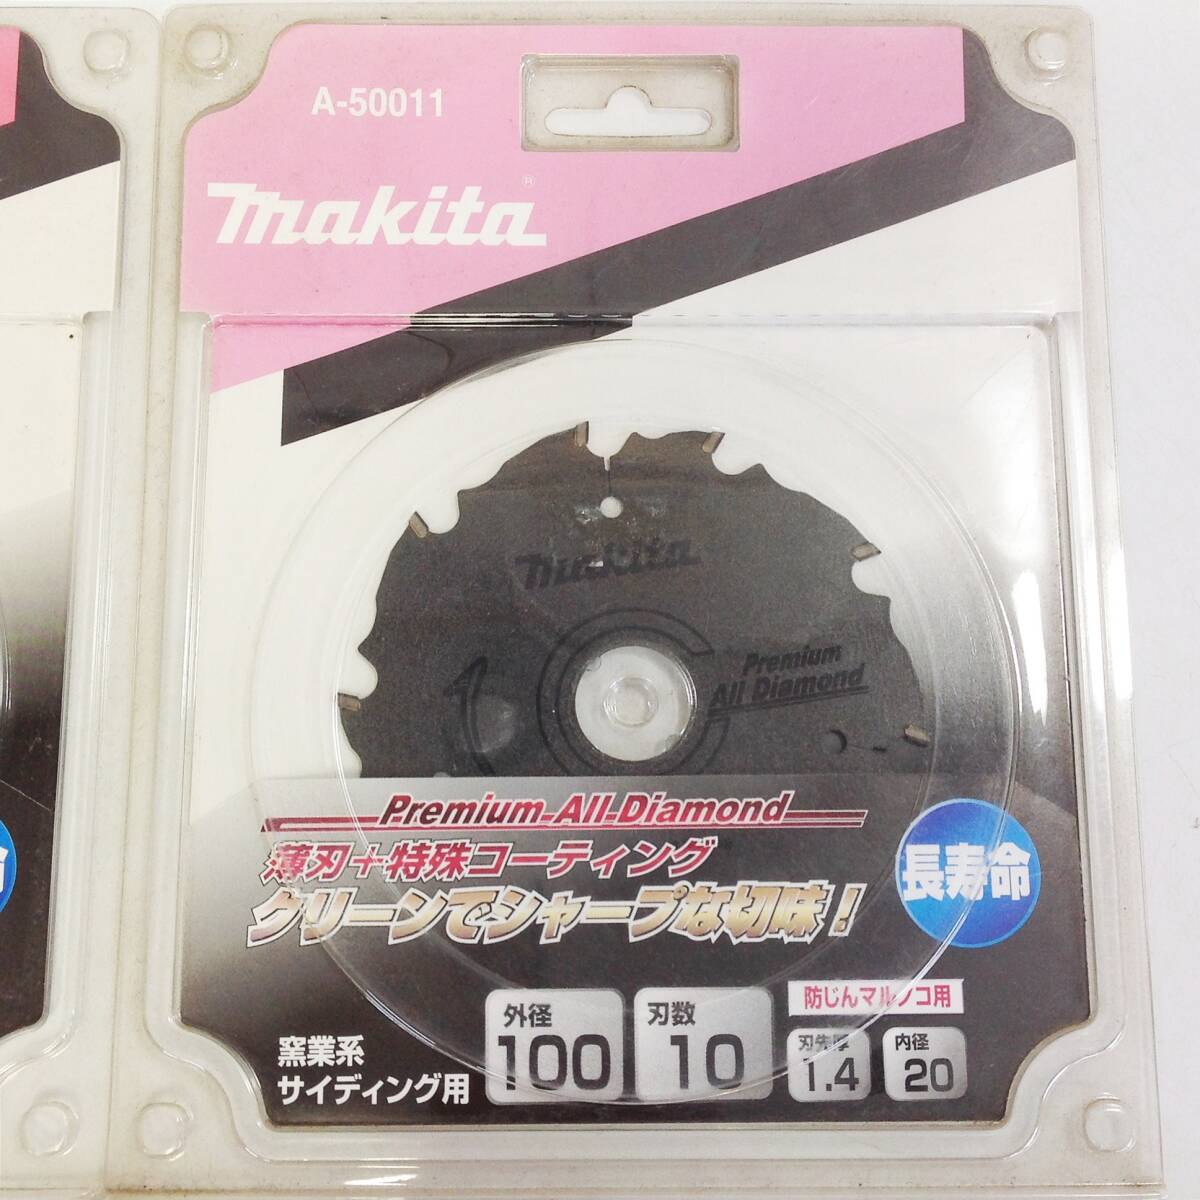 A-50011
makita®
makita
Premium
All Diamond
Premium All Diamond
薄刃+特殊コーティング
クリーンでシャープな切味!
長寿命
命
防じんマルノコ用
窯業系
サイディング用
外径
100
刃数
10
刃先厚
1.4
内径
20